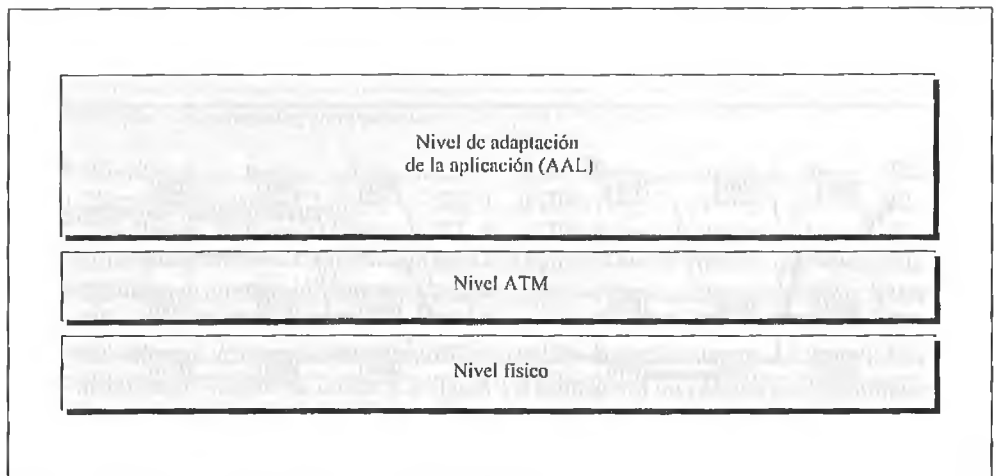 Nivel de adaptación
de la aplicación (AAL)
Nivel ATM
Nivel físico